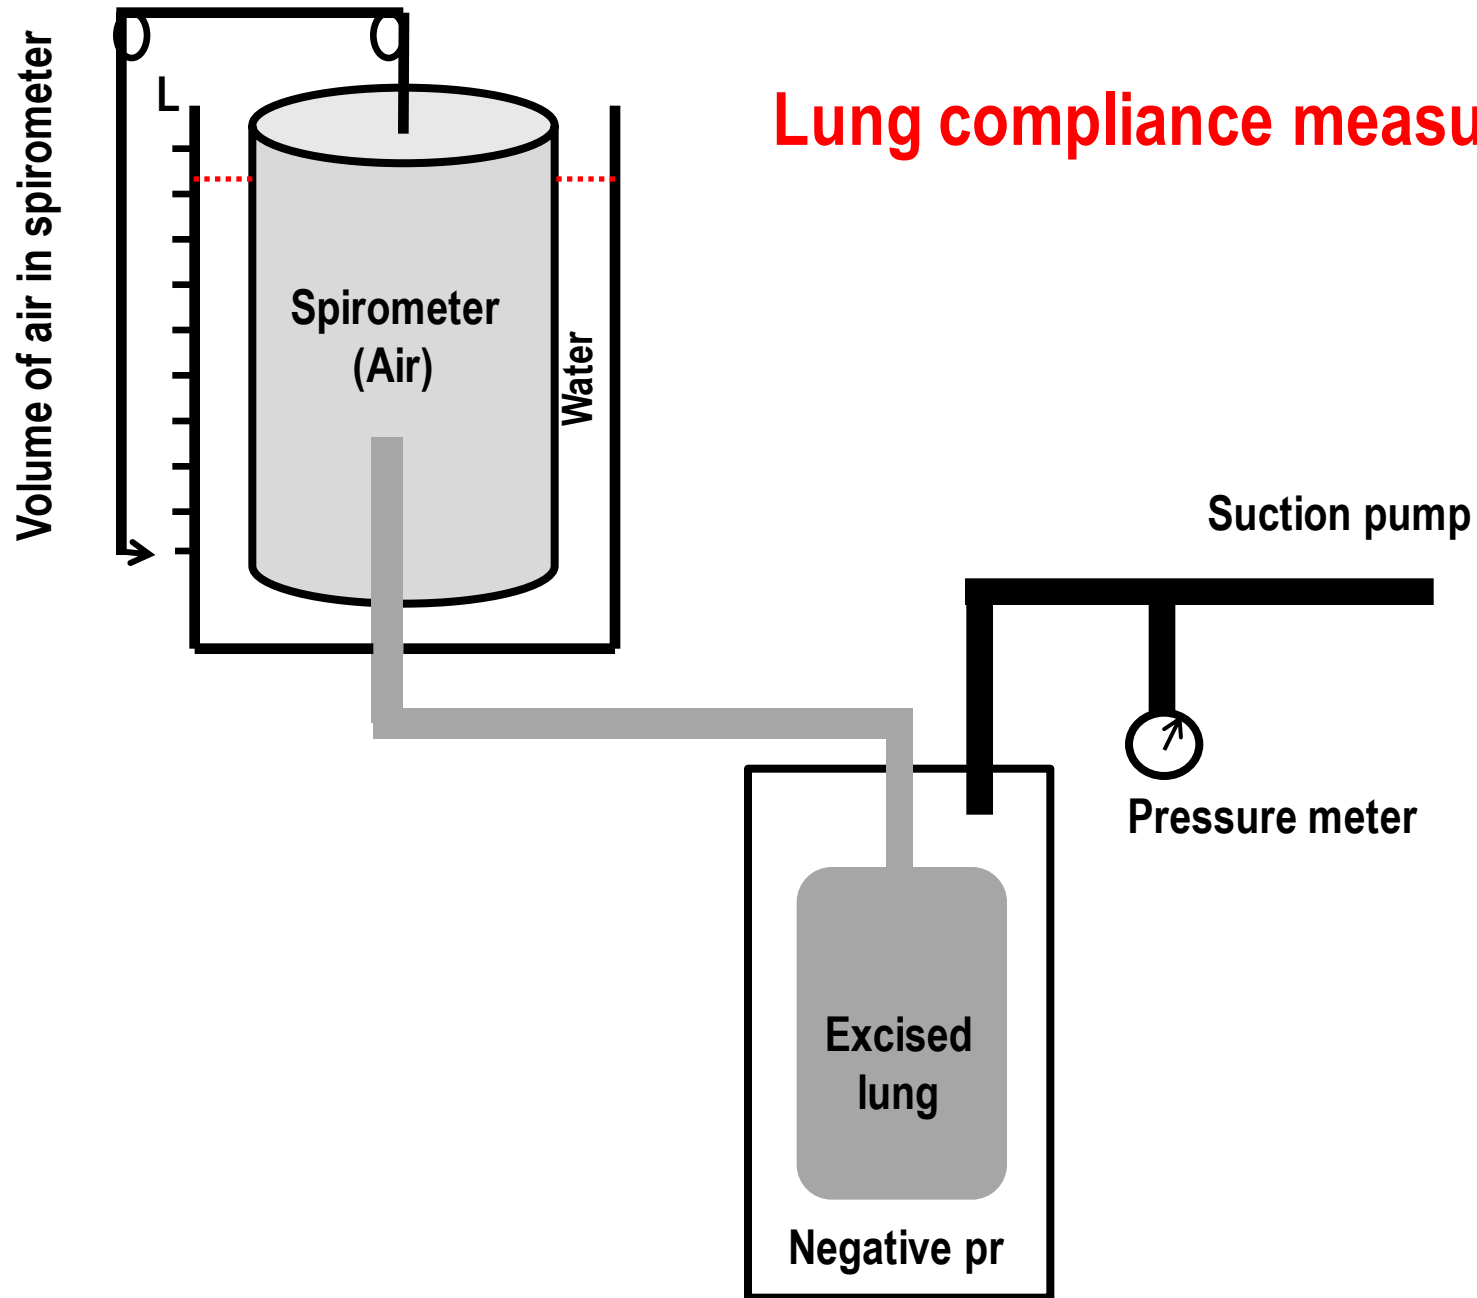 Lung compliance measu
Volume of air in spirometer
L
Spirometer
(Air)
Water
Suction pump
Pressure meter
Excised
lung
Negative pr